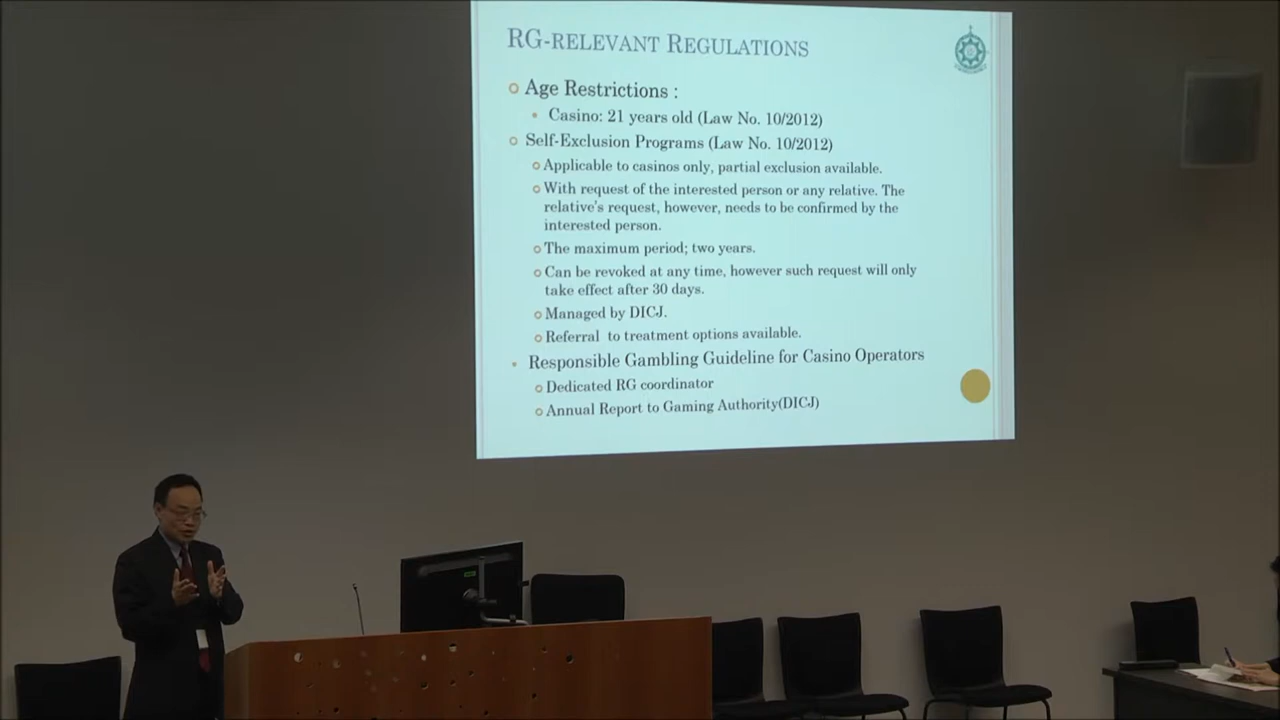 RG-RELEVANT REGULATIONS
Age Restrictions :
Casino: 21 years old (Law No. 10/2012)
Self-Exclusion Programs (Law No. 10/2012)
Applicable to casinos only, partial exclusion available.
With request of the interested person or any relative. The
relative's request, however, needs to be confirmed by the
interested person.
The maximum period; two years.
Can be revoked at any time, however such request will only
take effect after 30 days.
Managed by DICJ.
Referral to treatment options available.
Responsible Gambling Guideline for Casino Operators
Dedicated RG coordinator
Annual Report to Gaming Authority(DICJ)